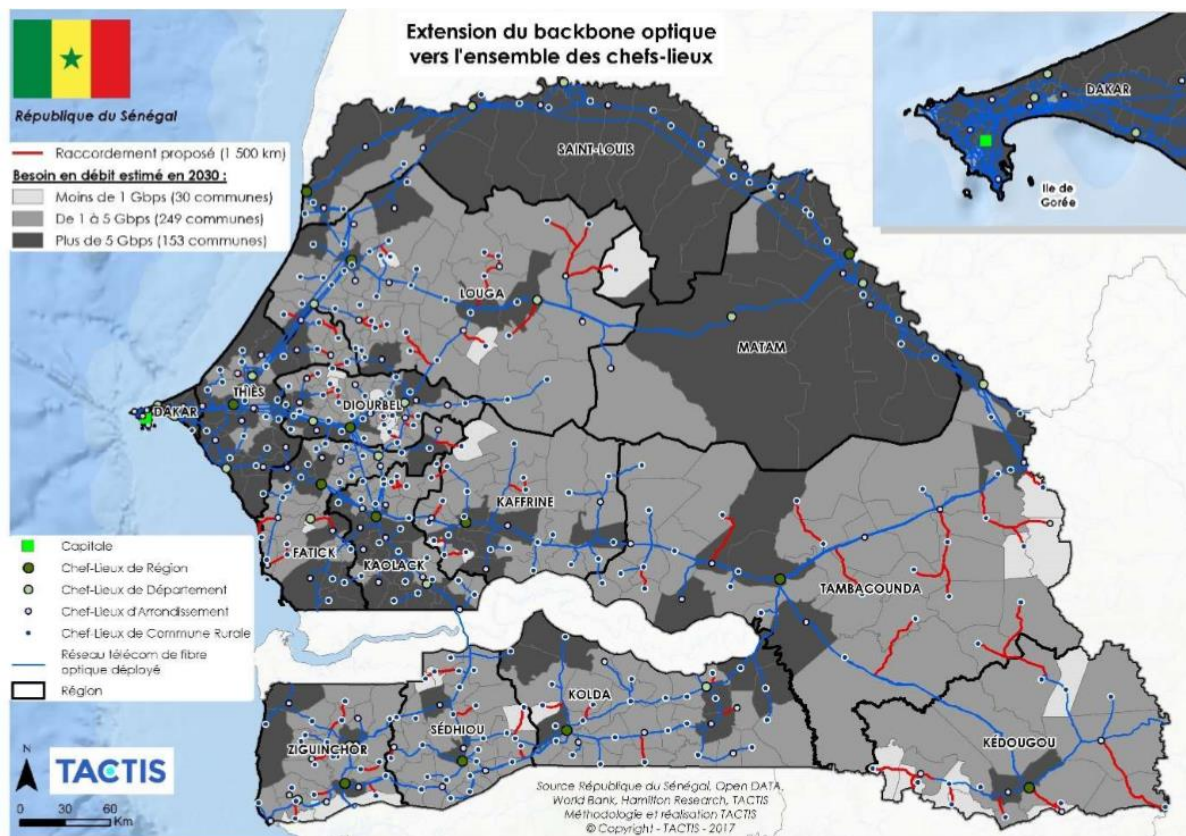 Extension du backbone optique
vers l'ensemble des chefs-lieux
République du Sénégal
Raccordement proposé (1 500 km)
Besoin en débit estimé en 2030 :
Moins de 1 Gbps (30 communes)
De 1 à 5 Gbps (249 communes)
Plus de 5 Gbps (153 communes)
DAKAR
Ile de
Gorée
SAINT-LOUIS
LOUGA
MATAM
THIÈS
DAKAR
DIOURBEL
KAFFRINE
FATICK
KAOLACK
TAMBACOUNDA
KOLDA
SÉDHIOU
ZIGUINCHOR
KEDOUGOU
Capitale
Chef-Lieux de Région
Chef-Lieux de Département
Chef-Lieux d'Arrondissement
Chef-Lieux de Commune Rurale
Réseau télécom de fibre
optique déployé
Région
N
TACTIS
0 30 60
Km
Source République du Sénégal, Open DATA,
World Bank, Hamilton Research, TACTIS
Méthodologie et réalisation TACTIS
© Copyright - TACTIS - 2017